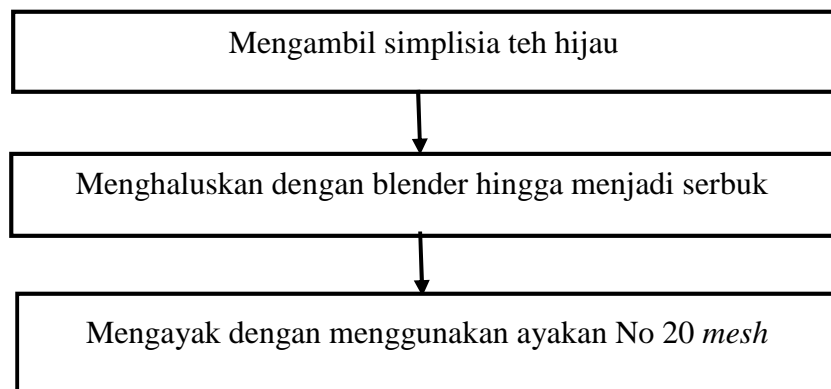 Mengambil simplisia teh hijau
Menghaluskan dengan blender hingga menjadi serbuk
Mengayak dengan menggunakan ayakan No 20 mesh